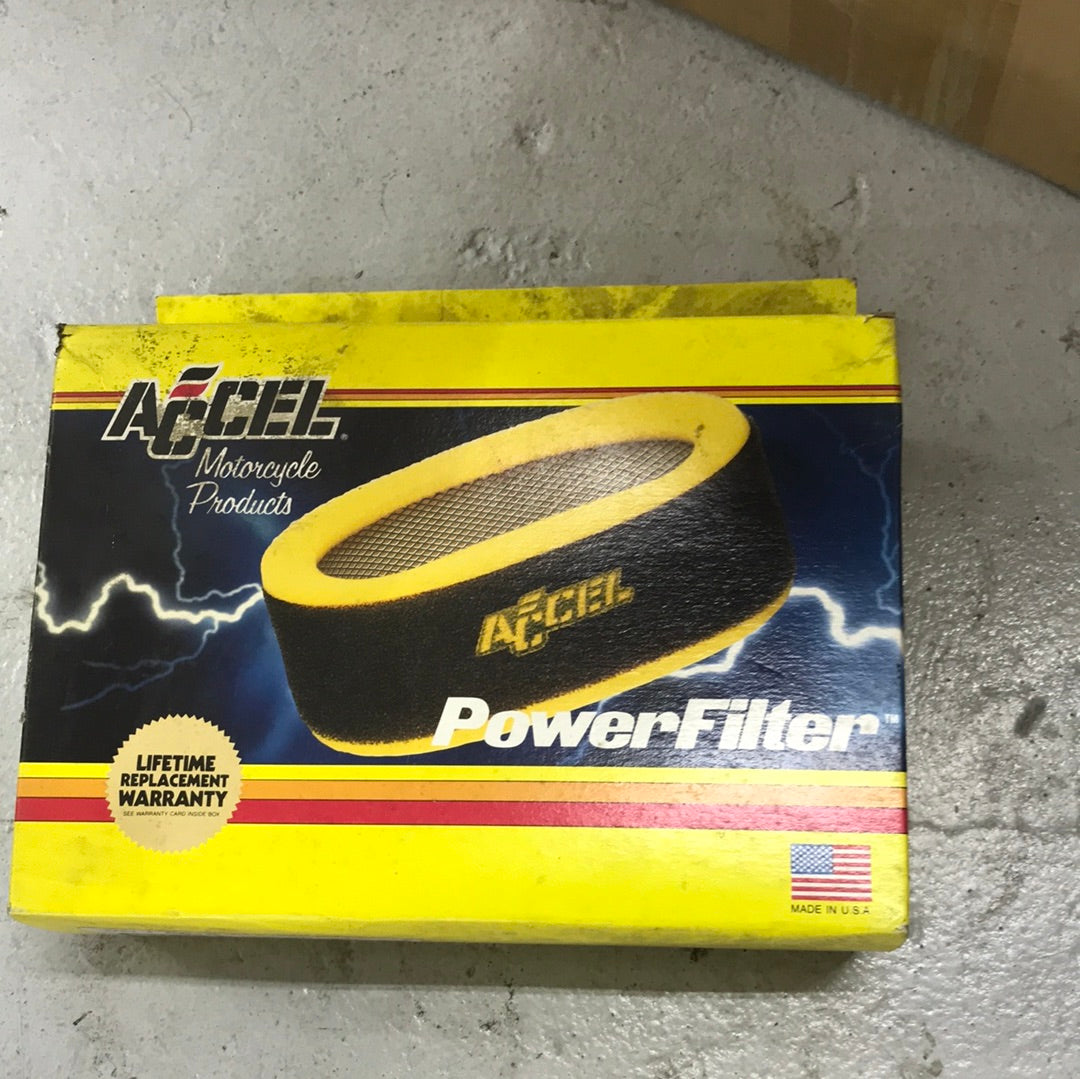 ACCEL®
Motorcycle
Products
ACCEL
PowerFilter™
LIFETIME
REPLACEMENT
WARRANTY
SEE WARRANTY CARD INSIDE BOX
MADE IN U.S.A.